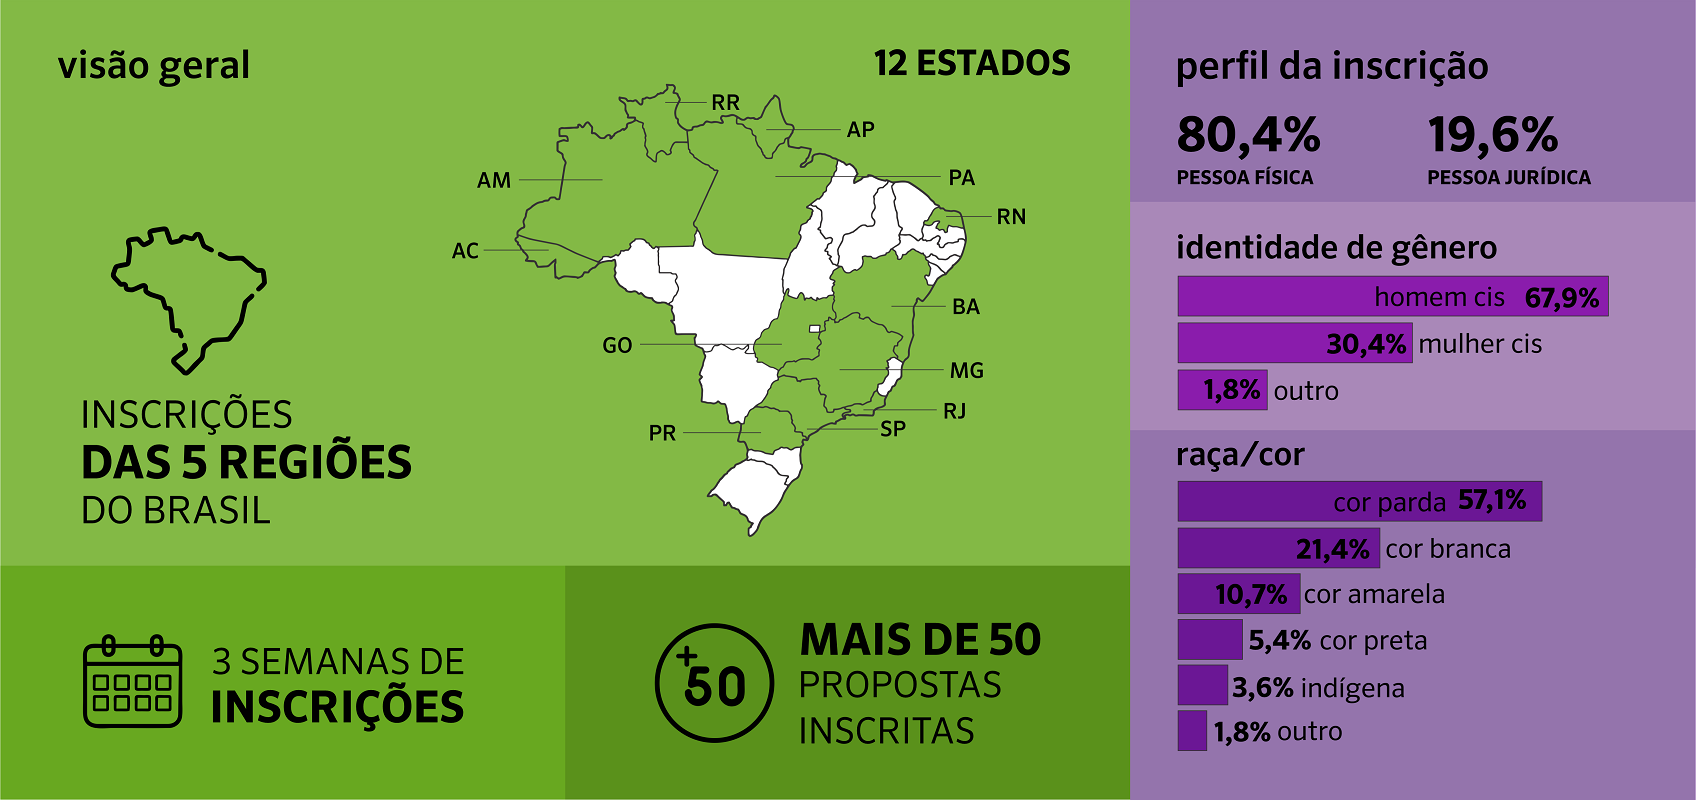 visão geral
12 ESTADOS
RR
AP
AM
PA
RN
AC
BA
GO
MG
RJ
SP
PR
INSCRIÇÕES
DAS 5 REGIÕES
DO BRASIL
3 SEMANAS DE
INSCRIÇÕES
+50
MAIS DE 50
PROPOSTAS
INSCRITAS
perfil da inscrição
80,4% 19,6%
PESSOA FÍSICA PESSOA JURÍDICA
identidade de gênero
homem cis 67,9%
30,4% mulher cis
1,8% outro
raça/cor
cor parda 57,1%
21,4% cor branca
10,7% cor amarela
5,4% cor preta
3,6% indígena
1,8% outro